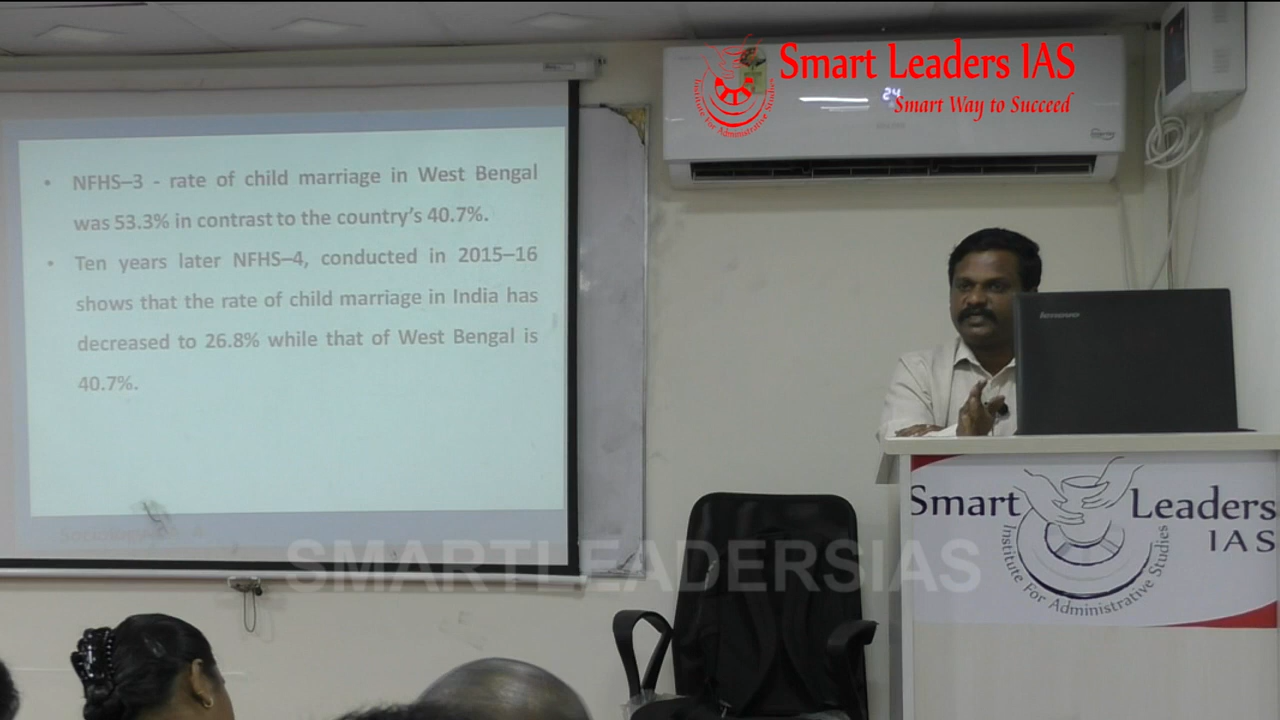 Smart Leaders IAS
Smart Way to Succeed
Institute For Administrative Studies
24
• NFHS–3 - rate of child marriage in West Bengal
was 53.3% in contrast to the country’s 40.7%.
• Ten years later NFHS–4, conducted in 2015–16
shows that the rate of child marriage in India has
decreased to 26.8% while that of West Bengal is
40.7%.
lenovo
Smart Leaders
IAS
Institute For Administrative Studies
SMARTLEADERSIAS